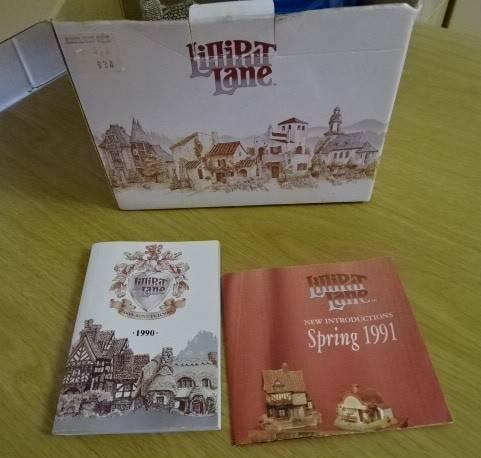 LILLIPUT
LANE
LILLIPUT
LANE
· 1990 ·
LILLIPUT
LANE
NEW INTRODUCTIONS
Spring 1991